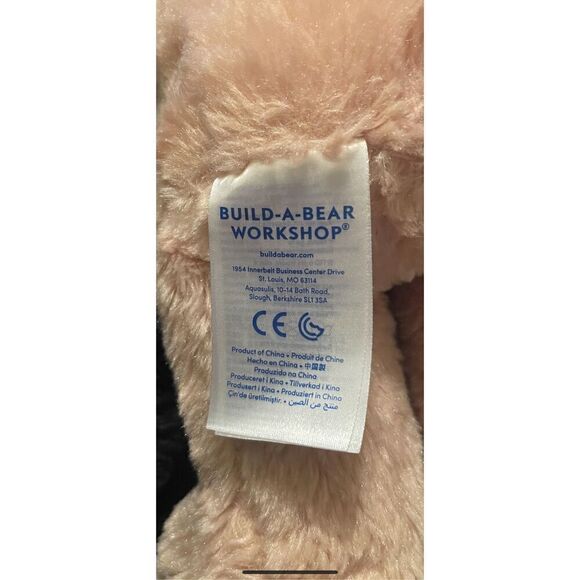 BUILD-A-BEAR
WORKSHOP®
buildabear.com
1954 Innerbelt Business Center Drive
St. Louis, MO 63114
Aquasulis, 10-14 Bath Road,
Slough, Berkshire SL1 3SA
CE
Product of China • Produit de Chine
Hecho en China • 中国製
Produzido na China
Produceret i Kina • Tillverkad i Kina
Produsert i Kina • Produziert in China
Çin'de üretilmiştir. منتج من الصين